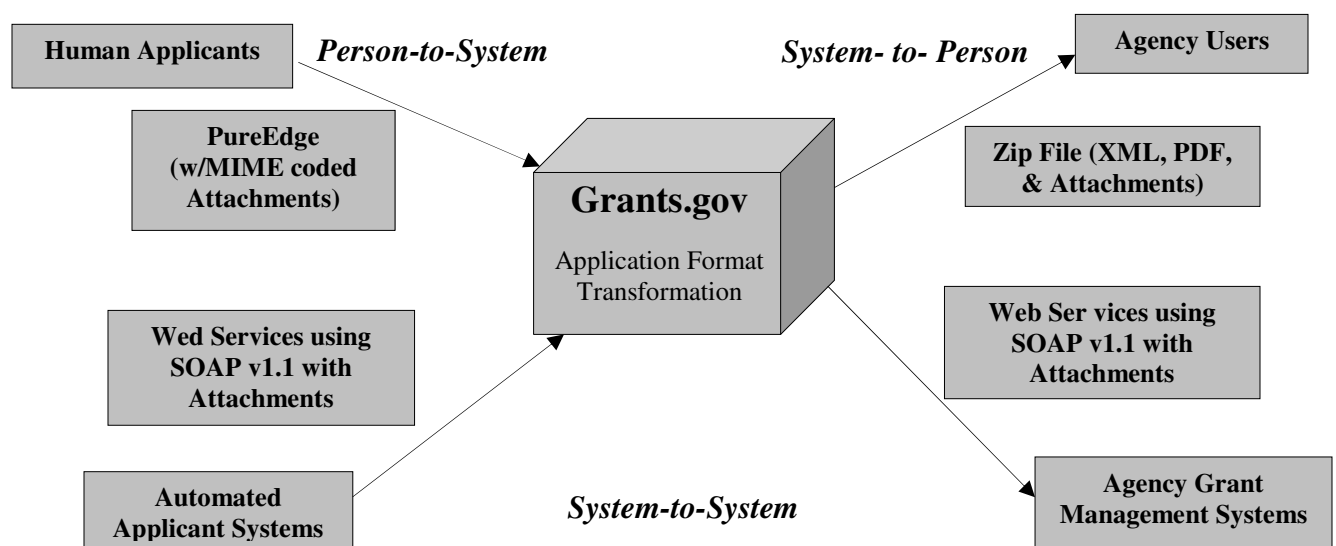 Human Applicants
Person-to-System
System- to- Person
Agency Users
PureEdge
(w/MIME coded
Attachments)
Zip File (XML, PDF,
& Attachments)
Grants.gov
Application Format
Transformation
Wed Services using
SOAP v1.1 with
Attachments
Web Ser vices using
SOAP v1.1 with
Attachments
Automated
Applicant Systems
System-to-System
Agency Grant
Management Systems